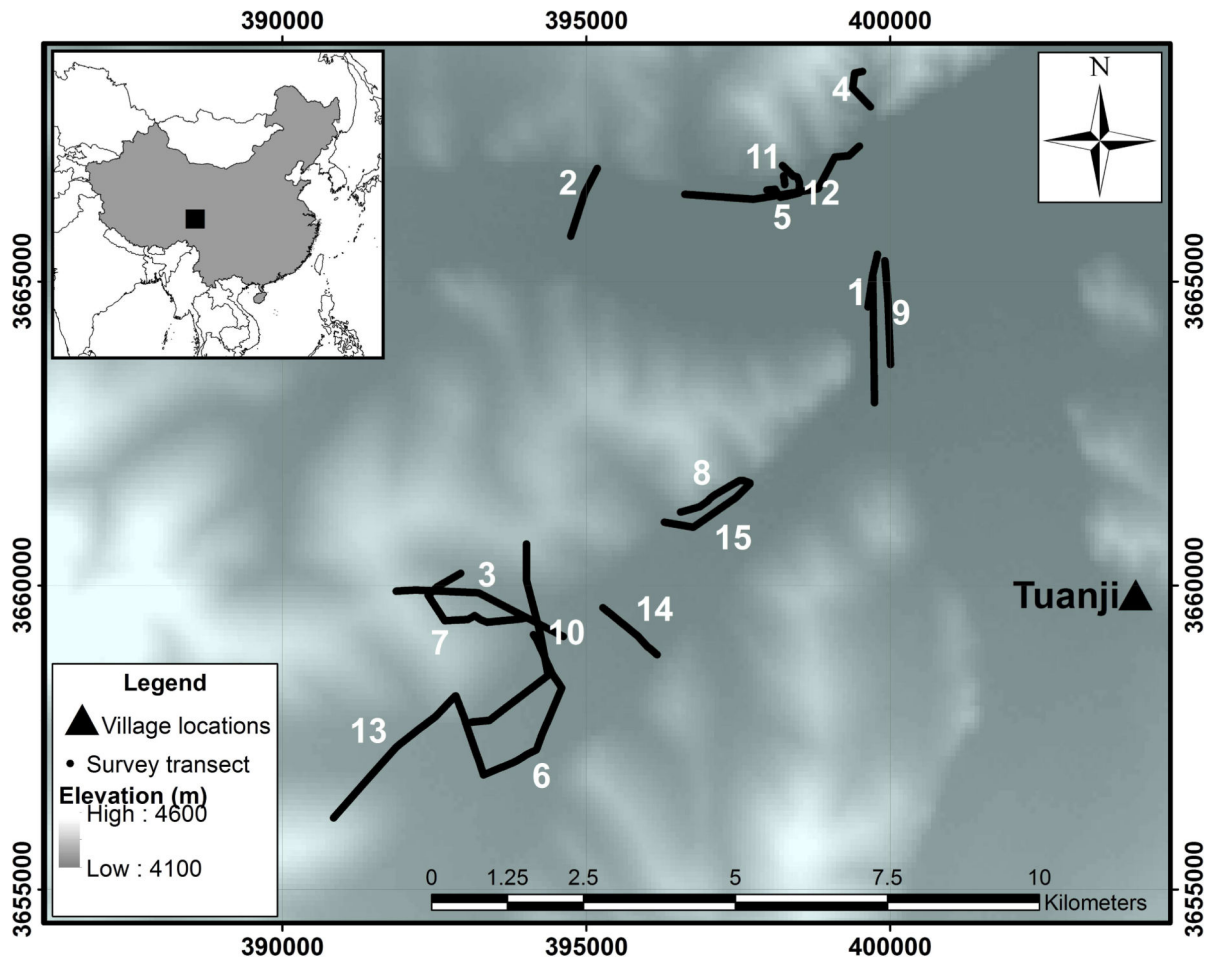 390000 395000 400000
N
4
11
2
12
5
3665000 3665000
1
9
8
15
3
14
3660000 3660000
Tuanji
10
7
Legend
Village locations
Survey transect
Elevation (m)
High : 4600
Low : 4100
13
6
0 1.25 2.5 5 7.5 10
Kilometers
3655000 3655000
390000 395000 400000